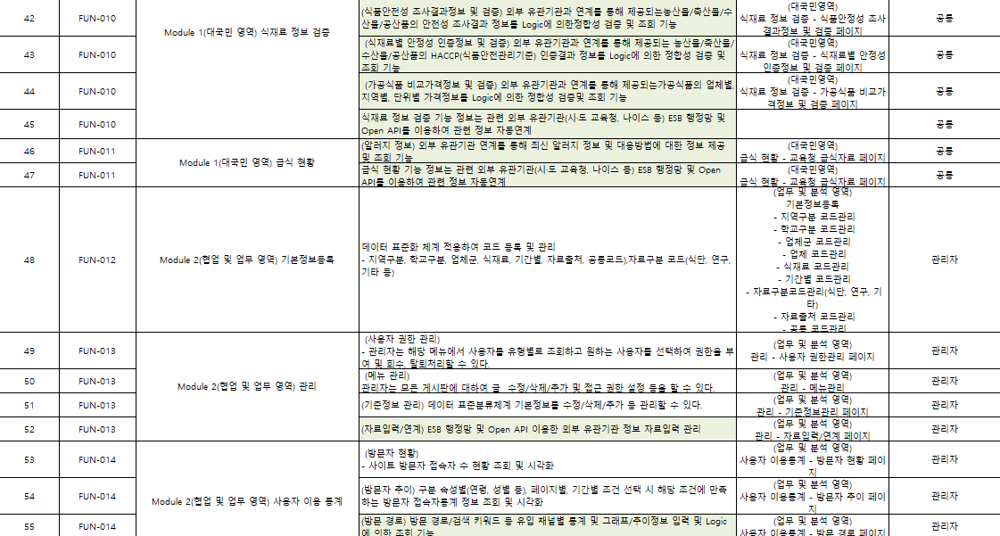 42
FUN-010
Module 1(대국민 영역) 식재료 정보 검증
(식품안전성 조사결과정보 및 검증) 외부 유관기관과 연계를 통해 제공되는농산물/축산물/수
산물/공산품의 안전성 조사결과 정보를 Logic에 의한정합성 검증 및 조회 기능
(대국민영역)
식재료 정보 검증 - 식품안정성 조사
결과정보 및 검증 페이지
공통
43
FUN-010
(식재료별 안정성 인증정보 및 검증) 외부 유관기관과 연계를 통해 제공되는 농산물/축산물/
수산물/공산품의 HACCP(식품안전관리기준) 인증결과 정보를 Logic에 의한 정합성 검증 및
조회 기능
(대국민영역)
식재료 정보 검증 - 식재료별 안정성
인증정보 및 검증 페이지
공통
44
FUN-010
(가공식품 비교가격정보 및 검증) 외부 유관기관과 연계를 통해 제공되는가공식품의 업체별,
지역별, 단위별 가격정보를 Logic에 의한 정합성 검증및 조회 기능
(대국민영역)
식재료 정보 검증 - 가공식품 비교가
격정보 및 검증 페이지
공통
45
FUN-010
식재료 정보 검증 기능 정보는 관련 외부 유관기관(시·도 교육청, 나이스 등) ESB 행정망 및
Open API를 이용하여 관련 정보 자동연계
공통
46
FUN-011
Module 1(대국민 영역) 급식 현황
(알러지 정보) 외부 유관기관 연계를 통해 최신 알러지 정보 및 대응방법에 대한 정보 제공
및 조회 기능
(대국민영역)
급식 현황 - 교육청 급식자료 페이지
공통
47
FUN-011
급식 현황 기능 정보는 관련 외부 유관기관(시·도 교육청, 나이스 등) ESB 행정망 및 Open
API를 이용하여 관련 정보 자동연계
(대국민영역)
급식 현황 - 교육청 급식자료 페이지
공통
48
FUN-012
Module 2(협업 및 업무 영역) 기본정보등록
데이터 표준화 체계 적용하여 코드 등록 및 관리
- 지역구분, 학교구분, 업체군, 식재료, 기간별, 자료출처, 공통코드),자료구분 코드(식단, 연구,
기타 등)
(업무 및 분석 영역)
기본정보등록
- 지역구분 코드관리
- 학교구분 코드관리
- 업체군 코드관리
- 업체 코드관리
- 식재료 코드관리
- 기간별 코드관리
- 자료구분코드관리(식단, 연구, 기
타)
- 자료출처 코드관리
- 공통 코드관리
관리자
49
FUN-013
Module 2(협업 및 업무 영역) 관리
(사용자 권한 관리)
- 관리자는 해당 메뉴에서 사용자를 유형별로 조회하고 원하는 사용자를 선택하여 권한을 부
여 및 회수, 탈퇴처리할 수 있다.
(업무 및 분석 영역)
관리 - 사용자 권한관리 페이지
관리자
50
FUN-013
(메뉴 관리)
관리자는 모든 게시판에 대하여 글 수정/삭제/추가 및 접근 권한 설정 등을 할 수 있다.
(업무 및 분석 영역)
관리 - 메뉴관리
관리자
51
FUN-013
(기준정보 관리) 데이터 표준분류체계 기본정보를 수정/삭제/추가 등 관리할 수 있다.
(업무 및 분석 영역)
관리 - 기준정보관리 페이지
관리자
52
FUN-013
(자료입력/연계) ESB 행정망 및 Open API 이용한 외부 유관기관 정보 자료입력 관리
(업무 및 분석 영역)
관리 - 자료입력/연계 페이지
관리자
53
FUN-014
Module 2(협업 및 업무 영역) 사용자 이용 통계
(방문자 현황)
- 사이트 방문자 접속자 수 현황 조회 및 시각화
(업무 및 분석 영역)
사용자 이용통계 - 방문자 현황 페이
지
관리자
54
FUN-014
(방문자 추이) 구분 속성별(연령, 성별 등), 페이지별, 기간별 조건 선택 시 해당 조건에 만족
하는 방문자 접속자통계 정보 조회 및 시각화
(업무 및 분석 영역)
사용자 이용통계 - 방문자 추이 페이
지
관리자
55
FUN-014
(방문 경로) 방문 경로/검색 키워드 등 유입 채널별 통계 및 그래프/추이정보 입력 및 Logic
에 의한 조회 기능
(업무 및 분석 영역)
사용자 이용통계 - 방문 경로 페이지
관리자